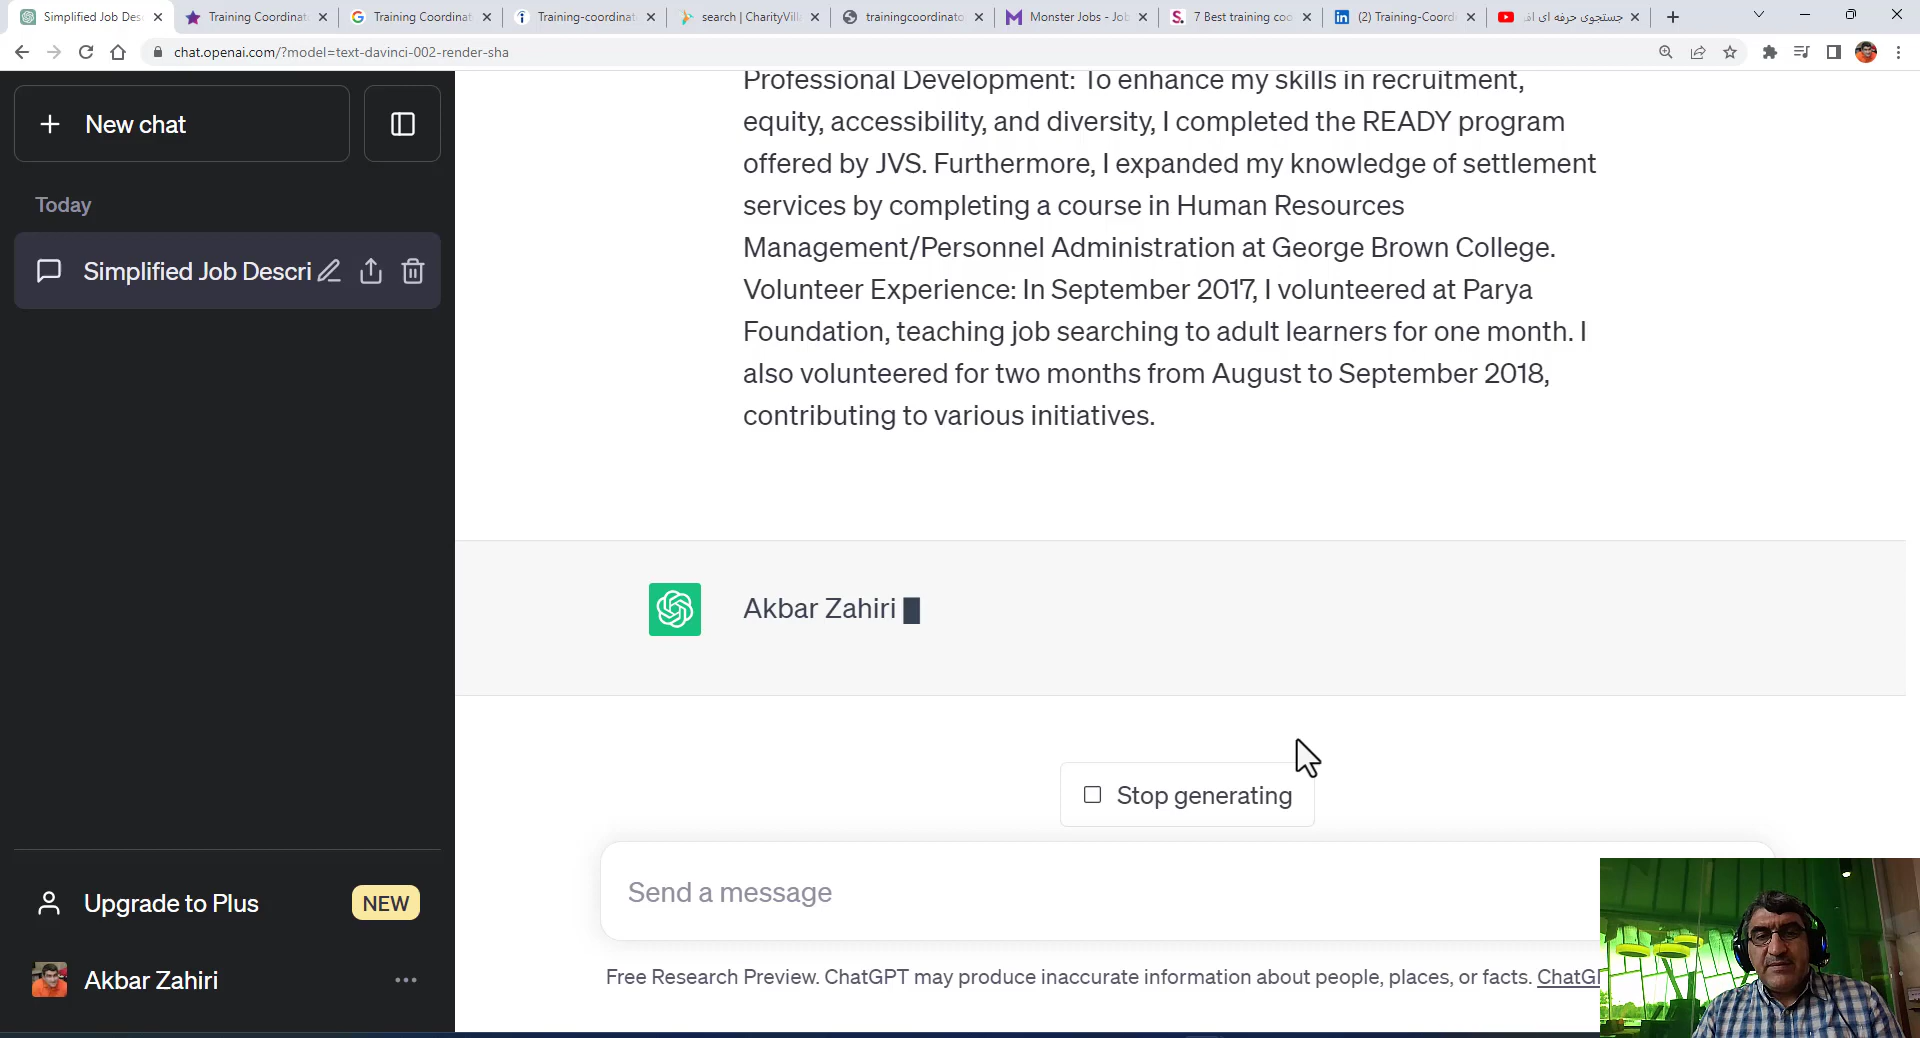 Simplified Job Des
Training Coordinat
Training Coordinat
Training-coordinat
search | CharityVill
trainingcoordinato
Monster Jobs - Job
7 Best training coo
(2) Training-Coord
جستجوی حرفه ای اف
chat.openai.com/?model=text-davinci-002-render-sha
New chat
Today
Simplified Job Descri
Upgrade to Plus
NEW
Akbar Zahiri
Professional Development: To enhance my skills in recruitment,
equity, accessibility, and diversity, I completed the READY program
offered by JVS. Furthermore, I expanded my knowledge of settlement
services by completing a course in Human Resources
Management/Personnel Administration at George Brown College.
Volunteer Experience: In September 2017, I volunteered at Parya
Foundation, teaching job searching to adult learners for one month. I
also volunteered for two months from August to September 2018,
contributing to various initiatives.
Akbar Zahiri
Stop generating
Send a message
Free Research Preview. ChatGPT may produce inaccurate information about people, places, or facts. ChatG